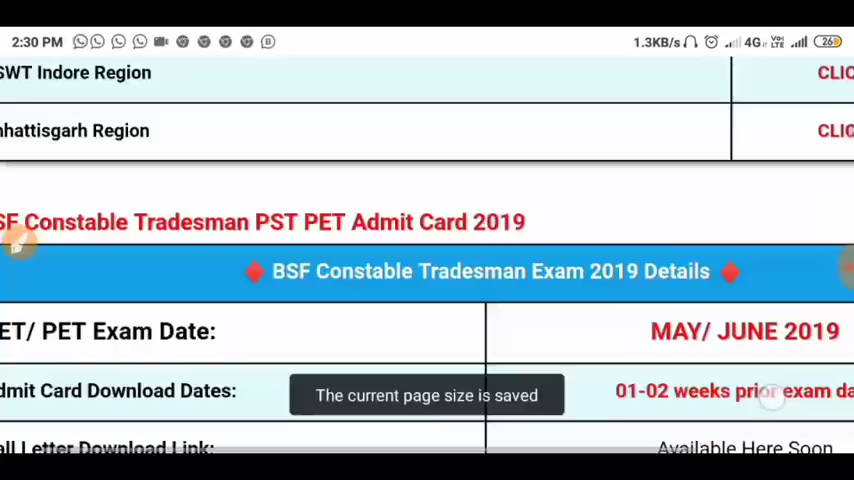 2:30 PM 1.3KB/s 4G Vo LTE 26
SWT Indore Region CLIC
hhattisgarh Region CLIC
SF Constable Tradesman PST PET Admit Card 2019
BSF Constable Tradesman Exam 2019 Details
ET/ PET Exam Date: MAY/ JUNE 2019
dmit Card Download Dates: 01-02 weeks prior exam da
The current page size is saved
all Letter Download Link: Available Here Soon